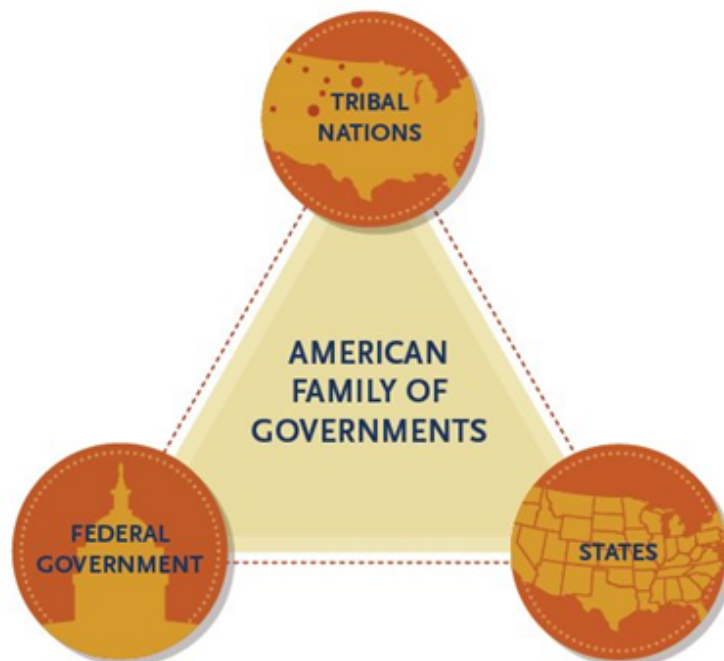 TRIBAL
NATIONS
AMERICAN
FAMILY OF
GOVERNMENTS
FEDERAL
GOVERNMENT
STATES